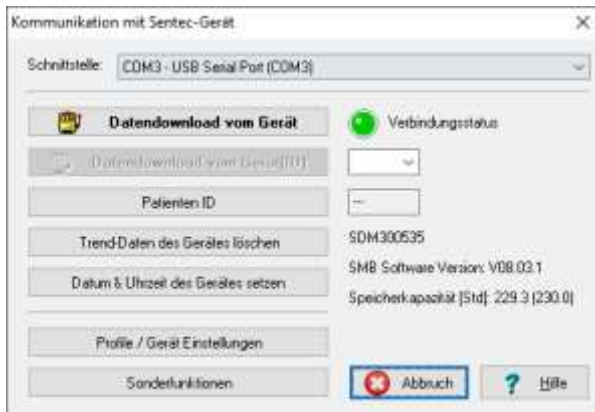 Kommunikation mit Sentec-Gerät
Schnittstelle: COM3 - USB Serial Port (COM3)
Datendownload vom Gerät
Verbindungsstatus
Datendownload vom Gerät(ID)
Patienten ID
---
Trend-Daten des Gerätes löschen
SDM300535
SMB Software Version: V08.03.1
Datum & Uhrzeit des Gerätes setzen
Speicherkapazität [Std]: 229.3 (230.0)
Profile / Gerät Einstellungen
Sonderfunktionen
Abbruch
Hilfe